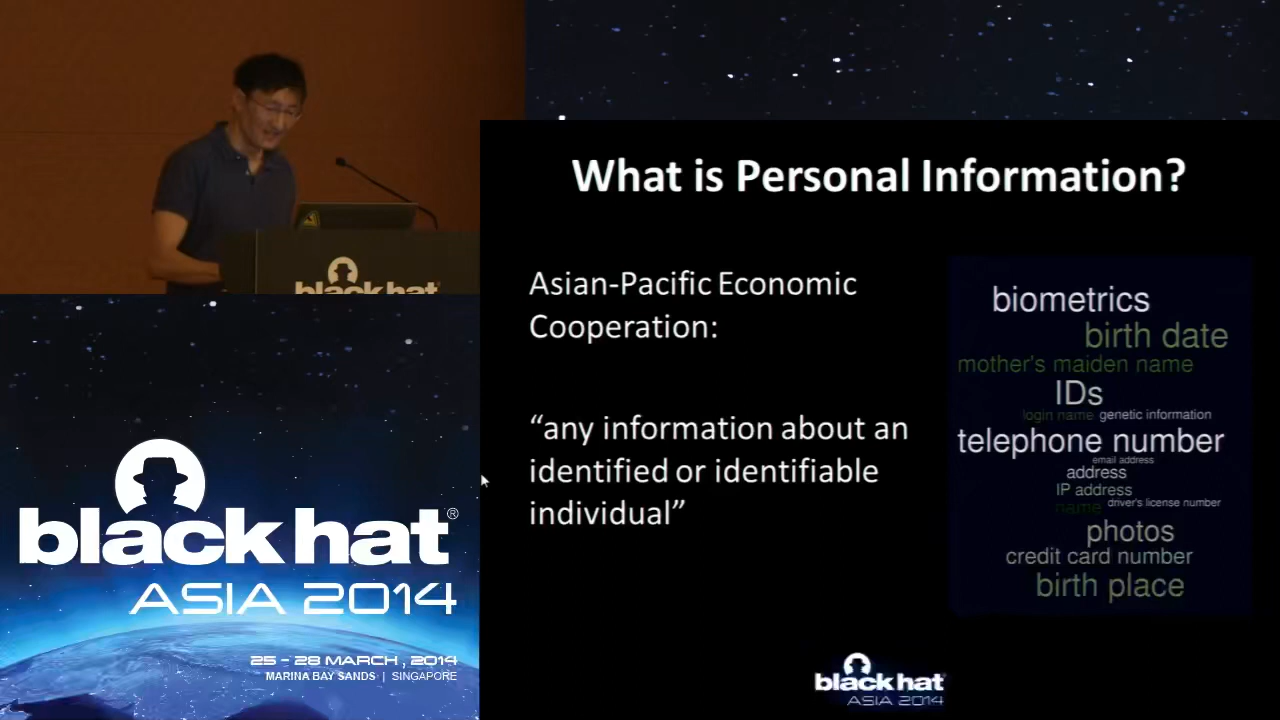 What is Personal Information?
Asian-Pacific Economic
Cooperation:
“any information about an
identified or identifiable
individual”
biometrics
birth date
mother's maiden name
IDs
login name genetic information
telephone number
email address
address
IP address
name driver's license number
photos
credit card number
birth place
black hat
ASIA 2014
black hat
black hat®
ASIA 2014
25 - 28 MARCH, 2014
MARINA BAY SANDS | SINGAPORE